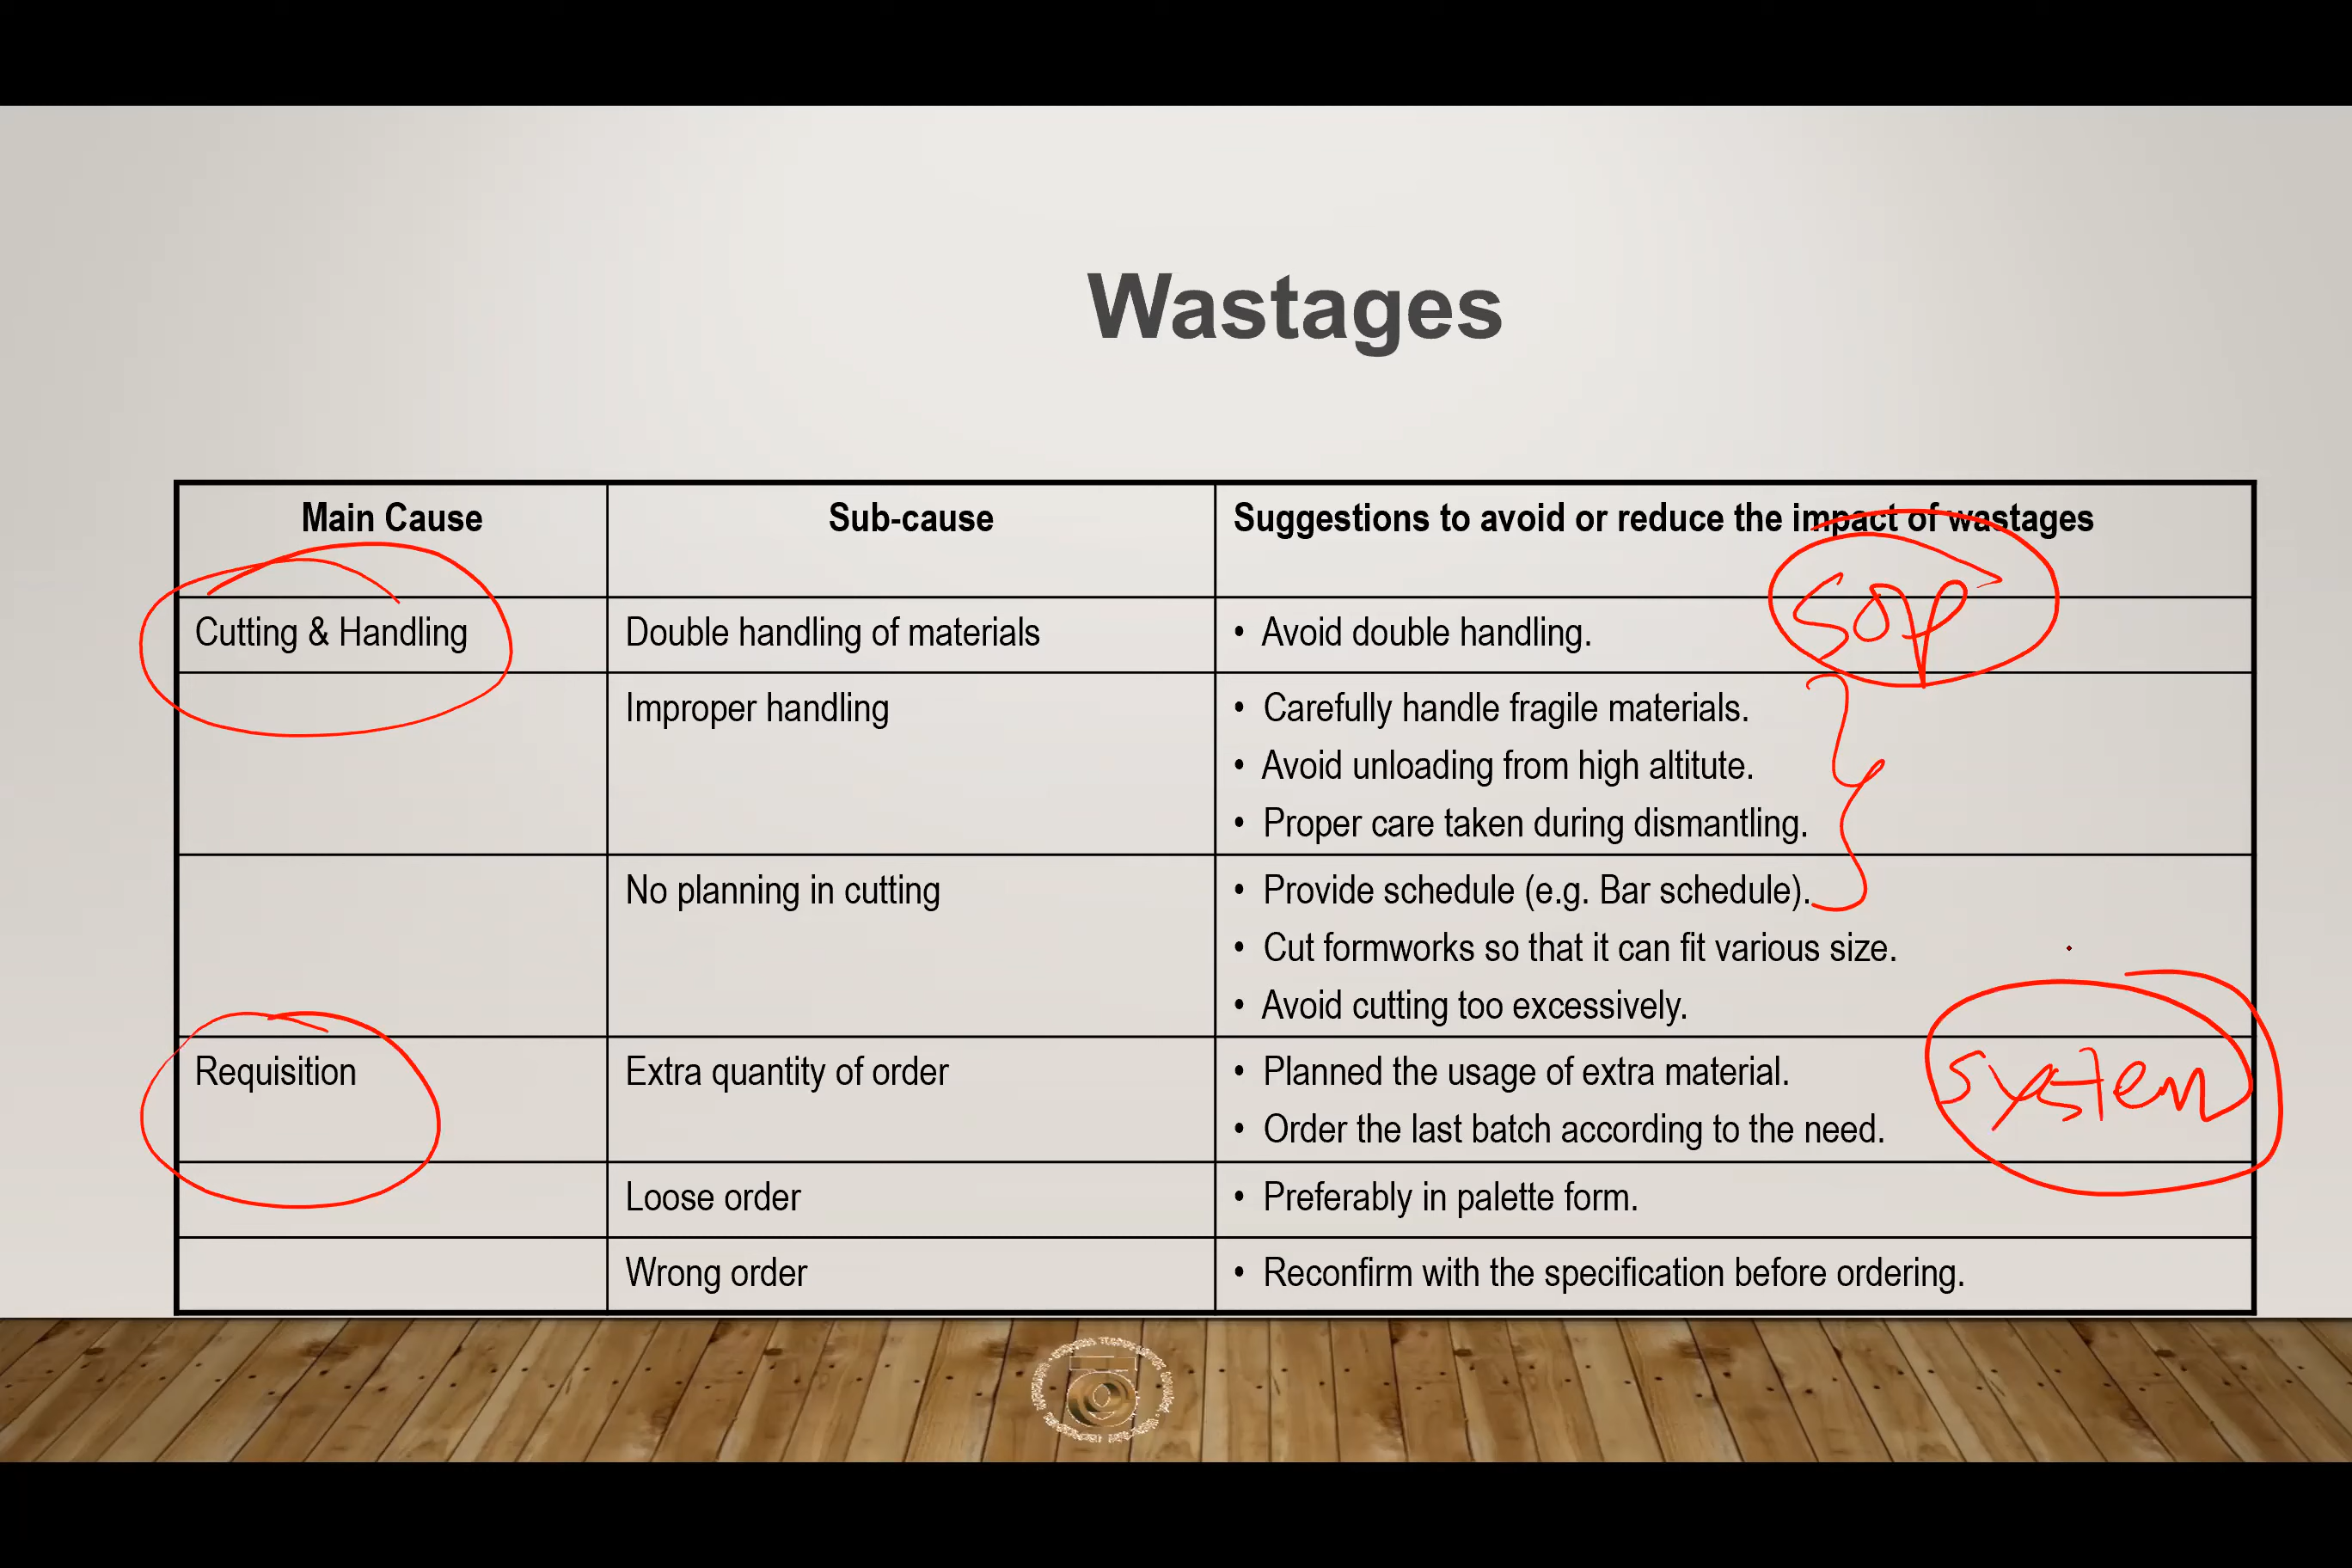 Wastages
Main Cause Sub-cause Suggestions to avoid or reduce the impact of wastages
SOP
Cutting & Handling Double handling of materials • Avoid double handling.
Improper handling • Carefully handle fragile materials.
• Avoid unloading from high altitute.
• Proper care taken during dismantling.
No planning in cutting • Provide schedule (e.g. Bar schedule).
• Cut formworks so that it can fit various size.
• Avoid cutting too excessively.
Requisition Extra quantity of order • Planned the usage of extra material.
system
• Order the last batch according to the need.
Loose order • Preferably in palette form.
Wrong order • Reconfirm with the specification before ordering.